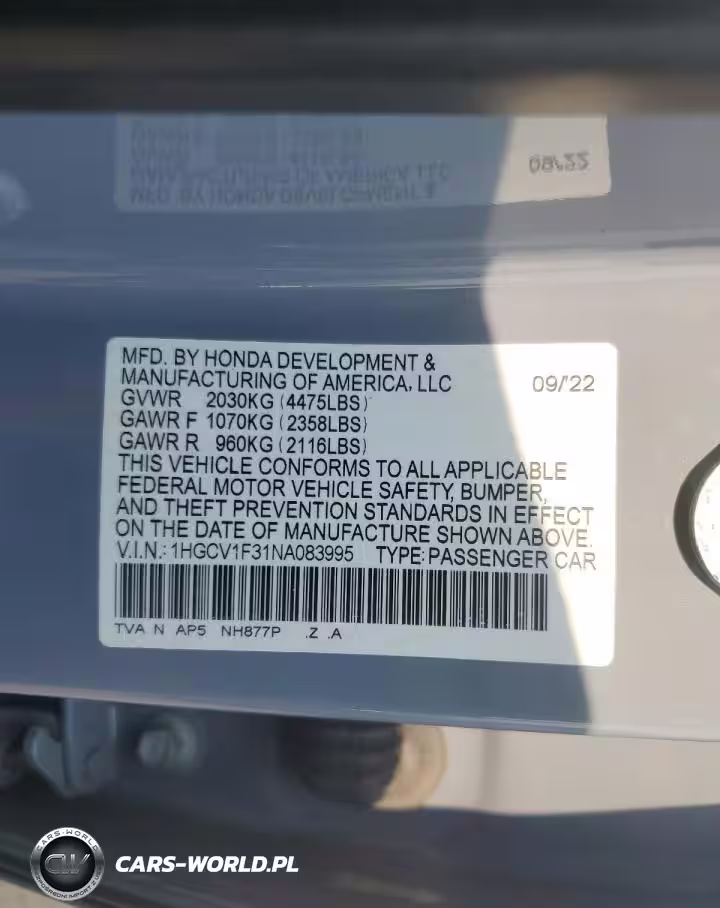 MFD. BY HONDA DEVELOPMENT &
MANUFACTURING OF AMERICA, LLC 09/'22
GVWR 2030KG (4475LBS)
GAWR F 1070KG (2358LBS)
GAWR R 960KG (2116LBS)
THIS VEHICLE CONFORMS TO ALL APPLICABLE
FEDERAL MOTOR VEHICLE SAFETY, BUMPER,
AND THEFT PREVENTION STANDARDS IN EFFECT
ON THE DATE OF MANUFACTURE SHOWN ABOVE.
V.I.N.: 1HGCV1F31NA083995 TYPE: PASSENGER CAR
TVA N AP5 NH877P .Z .A
CARS-WORLD
CARS-WORLD.PL